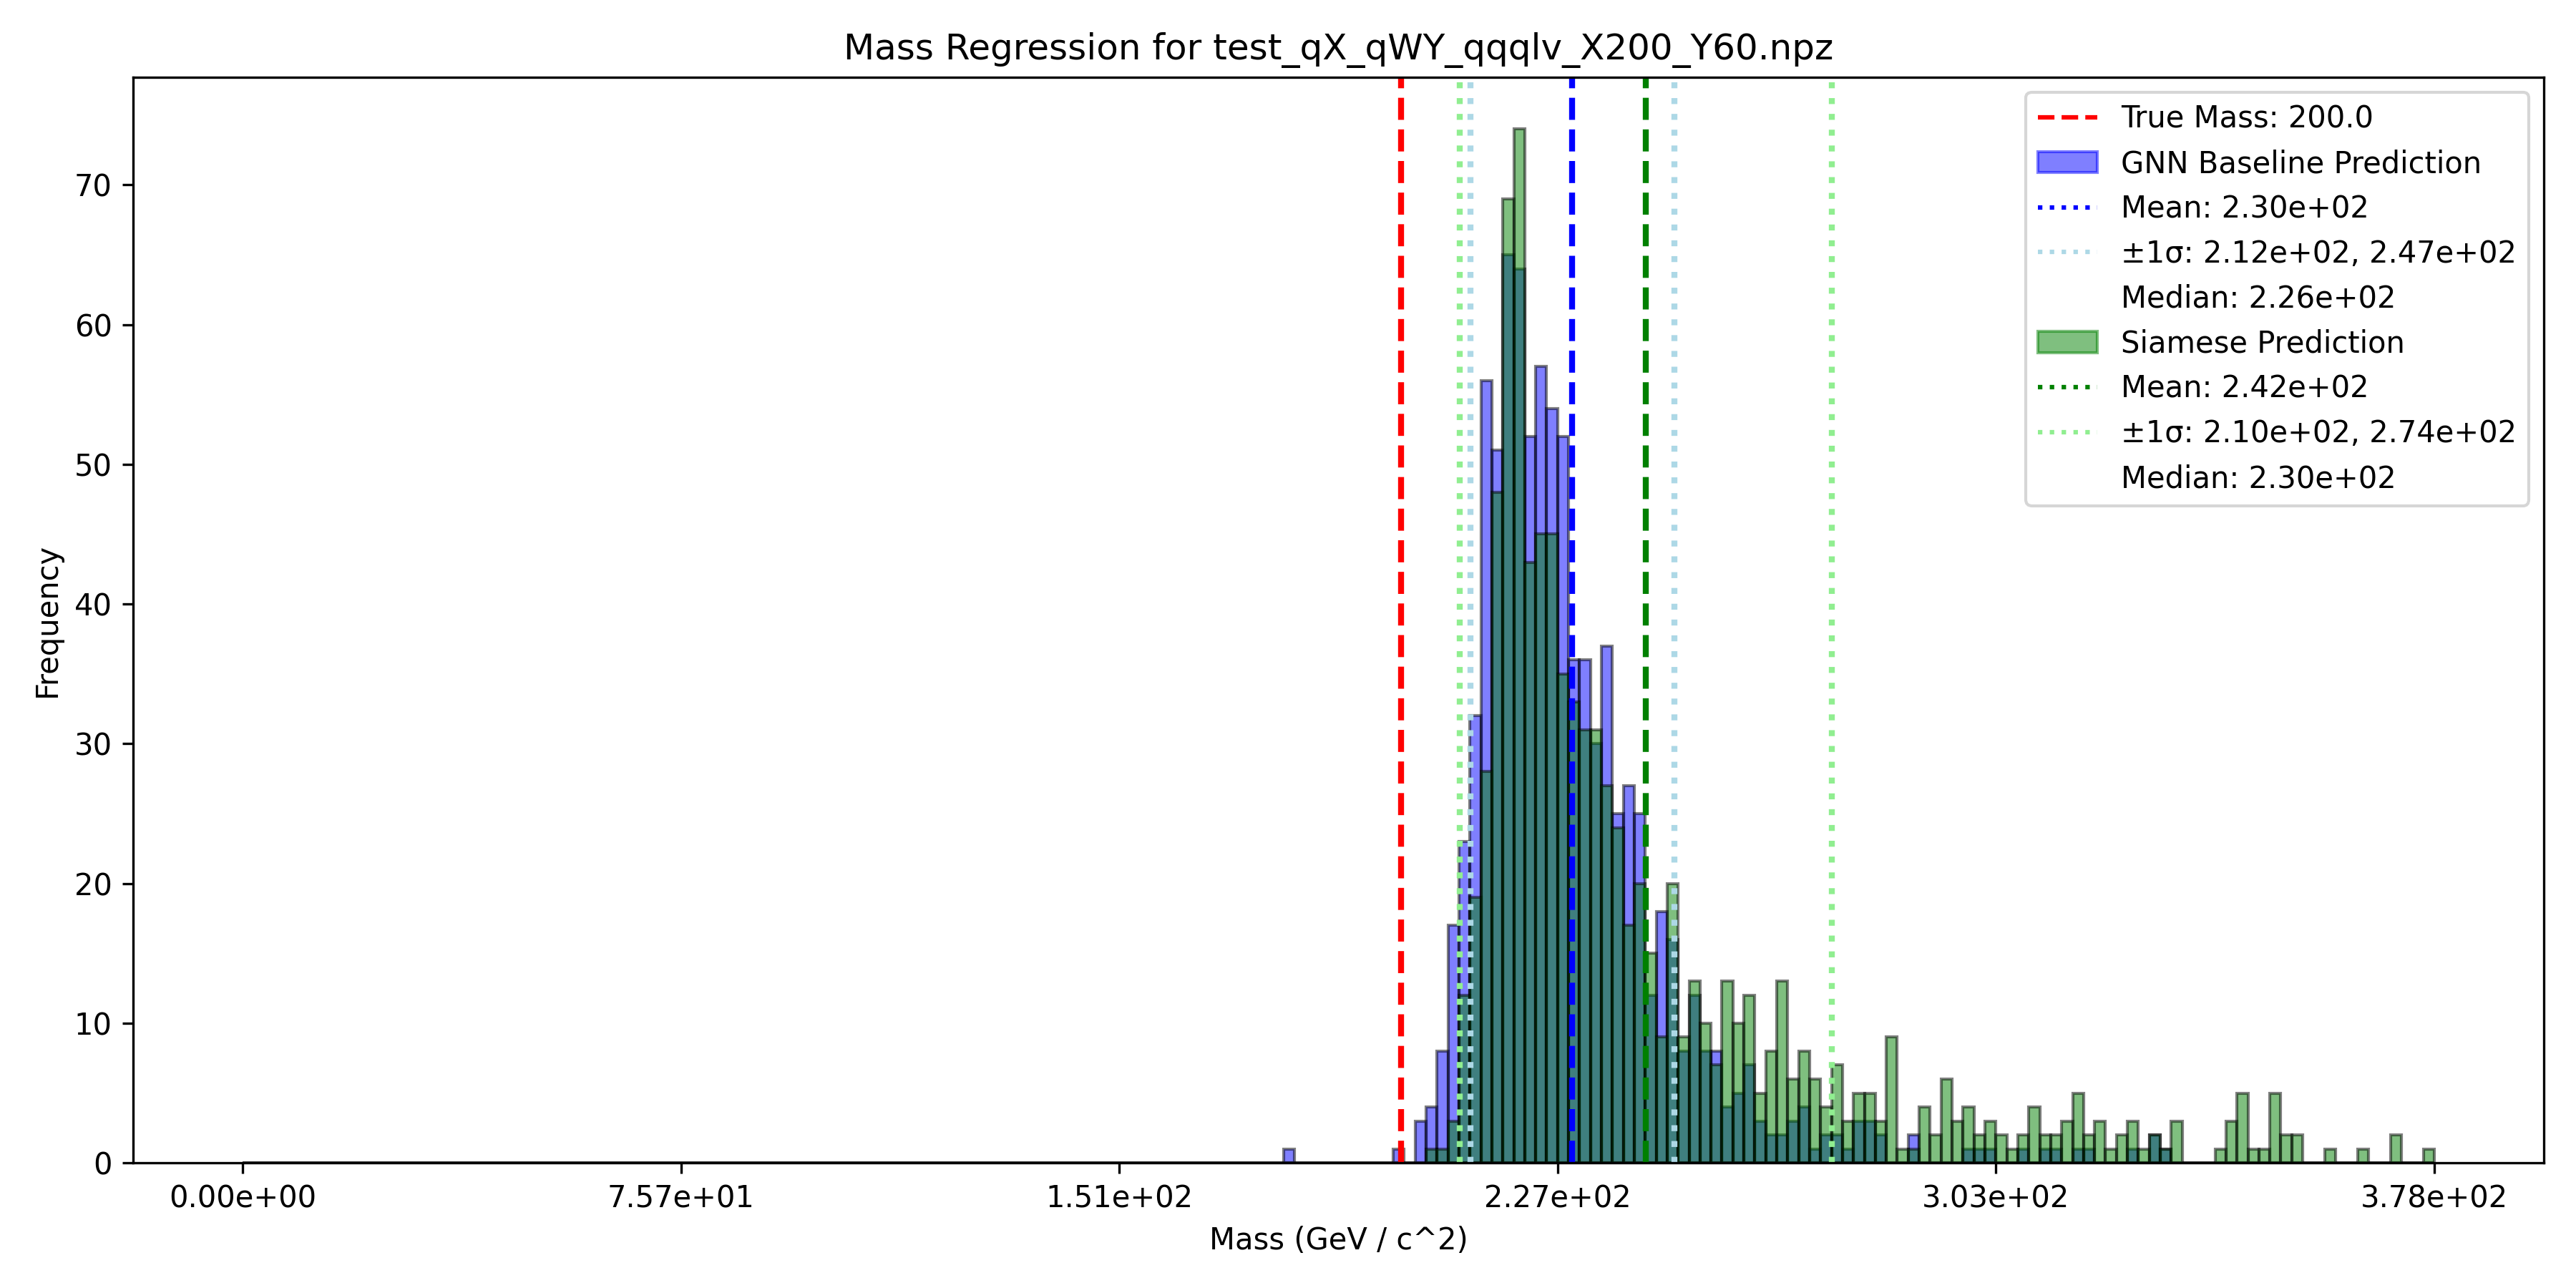 Mass Regression for test_qX_qWY_qqqlv_X200_Y60.npz
True Mass: 200.0
GNN Baseline Prediction
Mean: 2.30e+02
±1σ: 2.12e+02, 2.47e+02
Median: 2.26e+02
Siamese Prediction
Mean: 2.42e+02
±1σ: 2.10e+02, 2.74e+02
Median: 2.30e+02
Frequency
70
60
50
40
30
20
10
0
0.00e+00 7.57e+01 1.51e+02 2.27e+02 3.03e+02 3.78e+02
Mass (GeV / c^2)